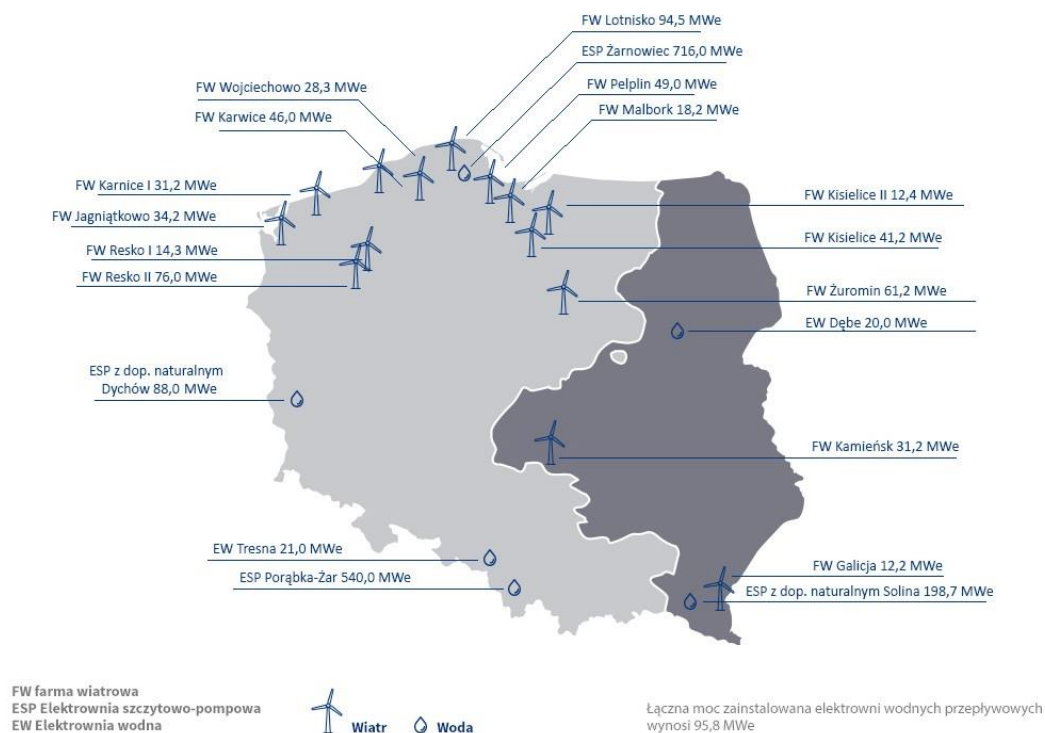 FW Lotnisko 94,5 MWe
ESP Żarnowiec 716,0 MWe
FW Pelplin 49,0 MWe
FW Malbork 18,2 MWe
FW Wojciechowo 28,3 MWe
FW Karwice 46,0 MWe
FW Karnice I 31,2 MWe
FW Jagniątkowo 34,2 MWe
FW Resko I 14,3 MWe
FW Resko II 76,0 MWe
FW Kisielice II 12,4 MWe
FW Kisielice 41,2 MWe
FW Żuromin 61,2 MWe
EW Dębe 20,0 MWe
ESP z dop. naturalnym
Dychów 88,0 MWe
FW Kamieńsk 31,2 MWe
EW Tresna 21,0 MWe
ESP Porąbka-Żar 540,0 MWe
FW Galicja 12,2 MWe
ESP z dop. naturalnym Solina 198,7 MWe
FW farma wiatrowa
ESP Elektrownia szczytowo-pompowa
EW Elektrownia wodna
Wiatr
Woda
Łączna moc zainstalowana elektrowni wodnych przepływowych
wynosi 95,8 MWe